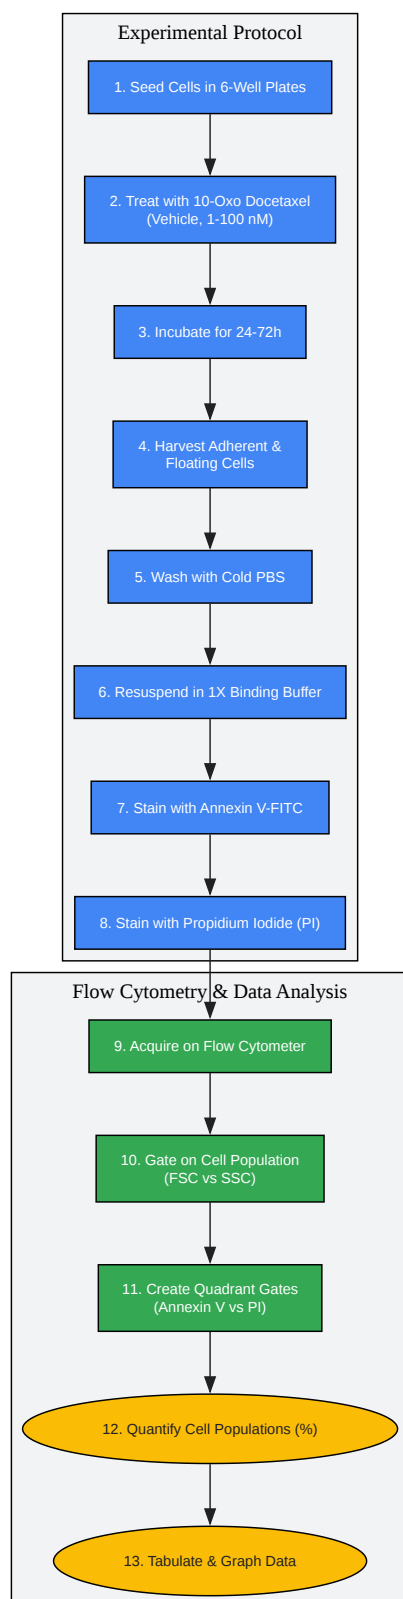 Experimental Protocol
1. Seed Cells in 6-Well Plates
2. Treat with 10-Oxo Docetaxel
(Vehicle, 1-100 nM)
3. Incubate for 24-72h
4. Harvest Adherent &
Floating Cells
5. Wash with Cold PBS
6. Resuspend in 1X Binding Buffer
7. Stain with Annexin V-FITC
8. Stain with Propidium Iodide (PI)
Flow Cytometry & Data Analysis
9. Acquire on Flow Cytometer
10. Gate on Cell Population
(FSC vs SSC)
11. Create Quadrant Gates
(Annexin V vs PI)
12. Quantify Cell Populations (%)
13. Tabulate & Graph Data